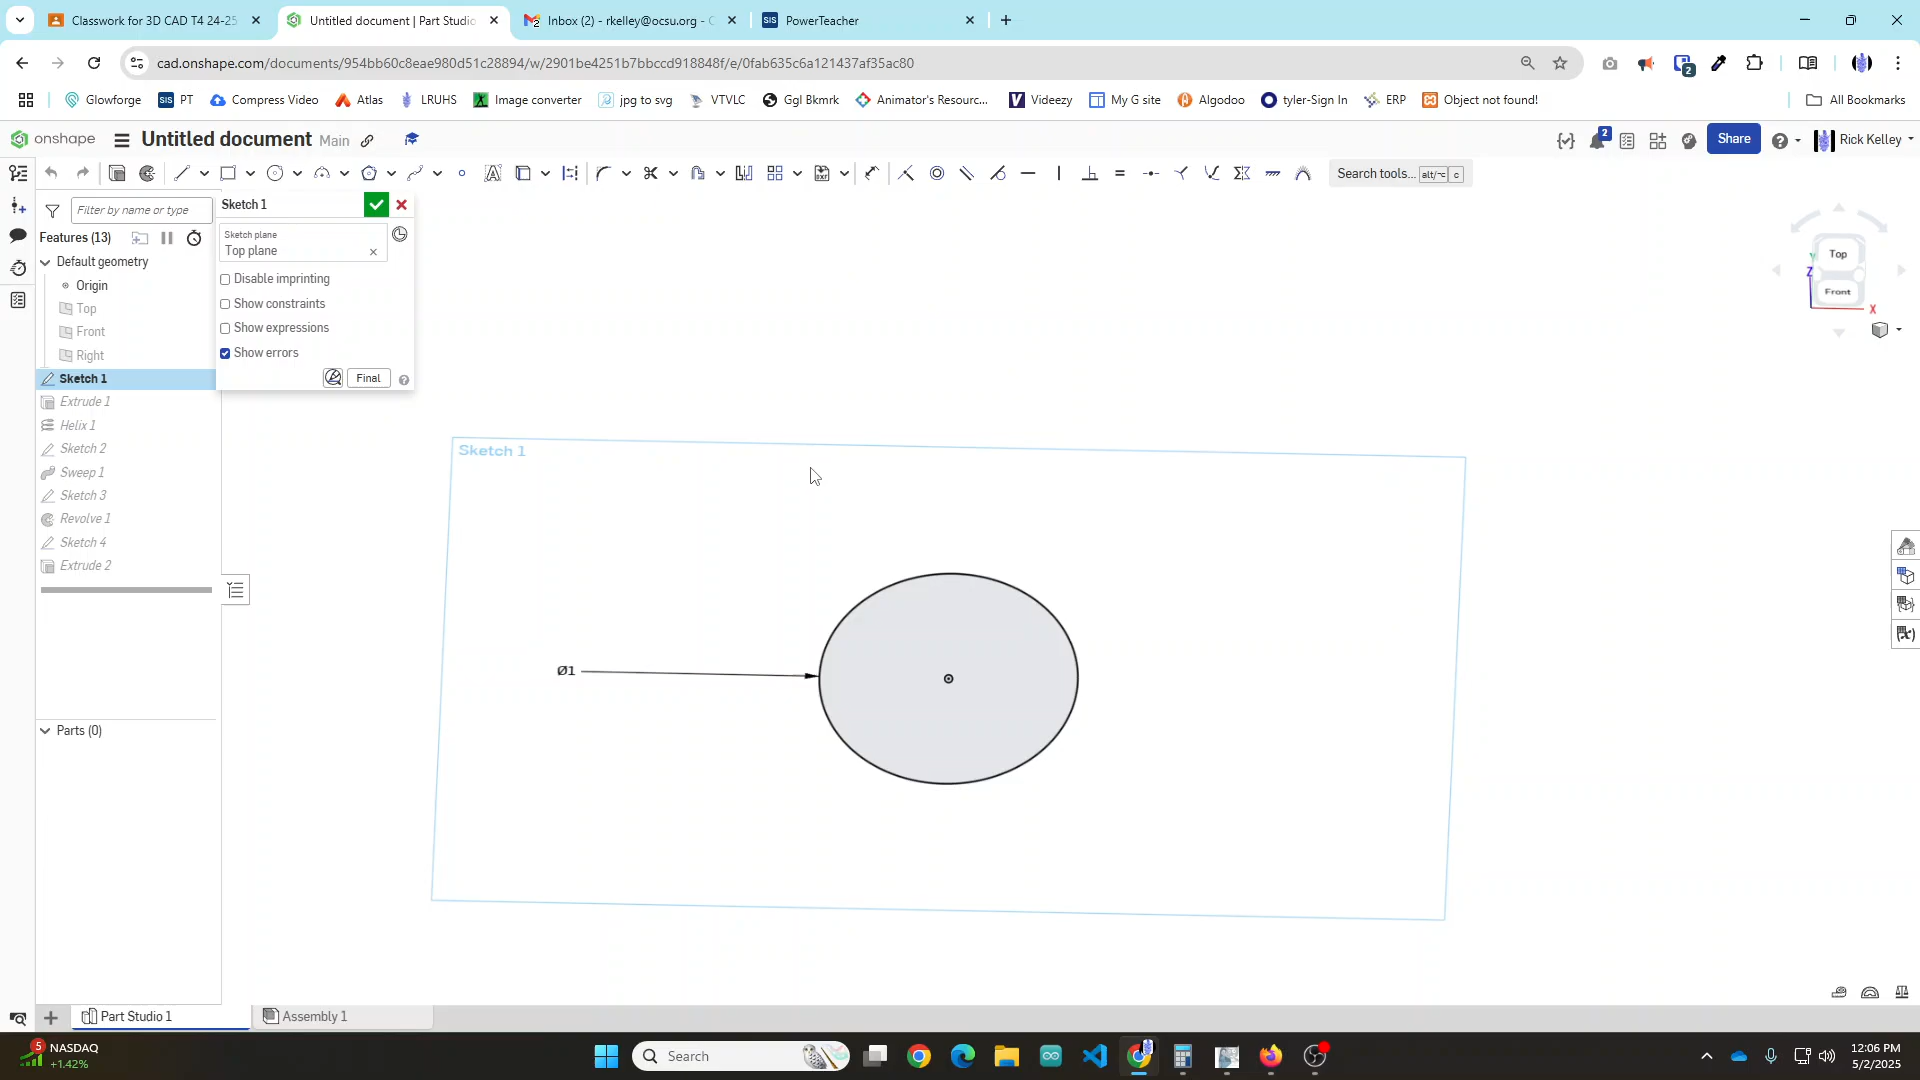 Classwork for 3D CAD T4 24-25
Untitled document | Part Studio
Inbox (2) - rkelley@ocsu.org - C
SIS
PowerTeacher
cad.onshape.com/documents/954bb60c8eae980d51c28894/w/2901be4251b7bbccd918848f/e/0fab635c6a121437af35ac80
2
Glowforge
SIS PT
Compress Video
Atlas
LRUHS
Image converter
jpg to svg
VTVLC
Ggl Bkmrk
Animator's Resourc...
Videezy
My G site
Algodoo
tyler-Sign In
ERP
Object not found!
All Bookmarks
onshape
Untitled document
Main
2
Share
Rick Kelley
Search tools...
alt/⌥ c
Filter by name or type
Sketch 1
Sketch plane
Top plane
Features (13)
Default geometry
Disable imprinting
Origin
Show constraints
Top
Show expressions
Front
Show errors
Right
Final
Sketch 1
Extrude 1
Helix 1
Sketch 2
Sweep 1
Sketch 3
Revolve 1
Sketch 4
Extrude 2
Parts (0)
Sketch 1
Ø1
Top
Front
Y
Z
X
Part Studio 1
Assembly 1
5
NASDAQ
+1.42%
Search
12:06 PM
5/2/2025